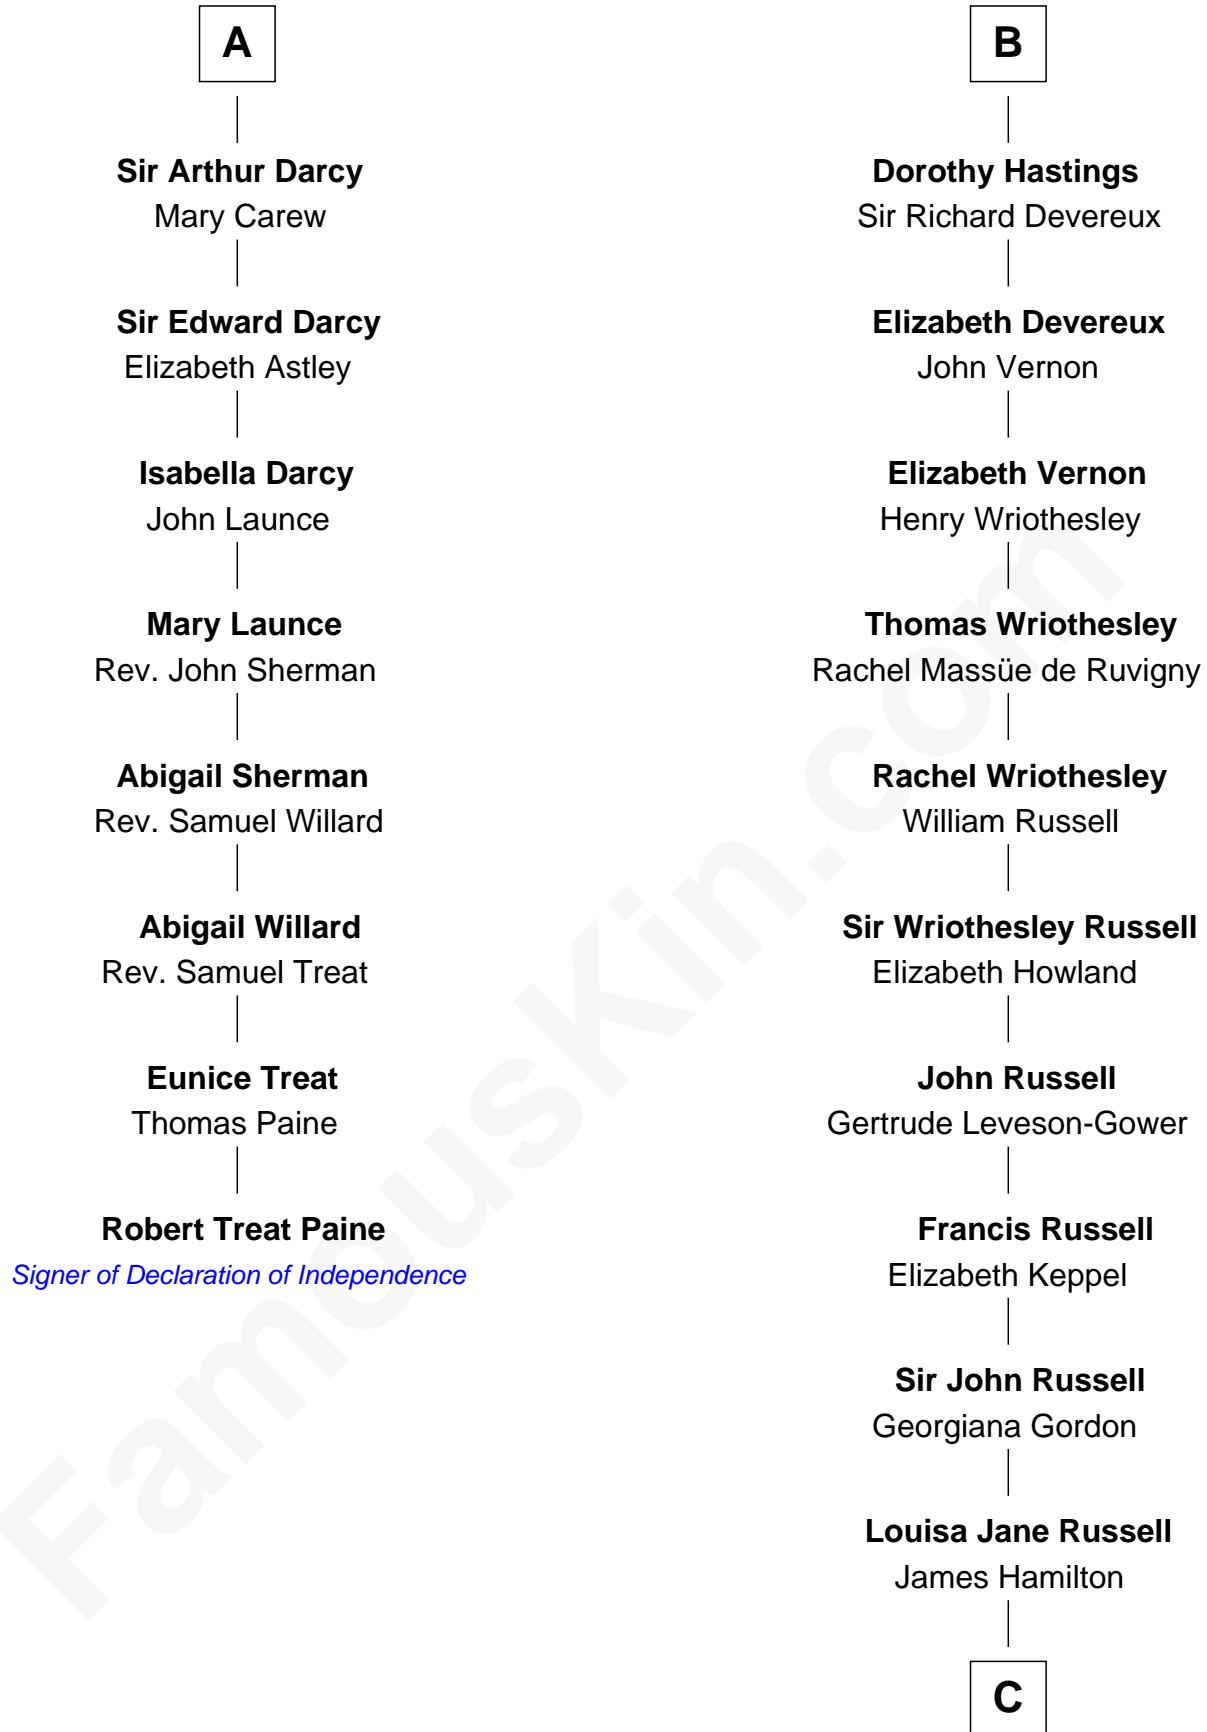 A
Sir Arthur Darcy
Mary Carew
Sir Edward Darcy
Elizabeth Astley
Isabella Darcy
John Launce
Mary Launce
Rev. John Sherman
Abigail Sherman
Rev. Samuel Willard
Abigail Willard
Rev. Samuel Treat
Eunice Treat
Thomas Paine
Robert Treat Paine
Signer of Declaration of Independence
B
Dorothy Hastings
Sir Richard Devereux
Elizabeth Devereux
John Vernon
Elizabeth Vernon
Henry Wriothesley
Thomas Wriothesley
Rachel Massüe de Ruvigny
Rachel Wriothesley
William Russell
Sir Wriothesley Russell
Elizabeth Howland
John Russell
Gertrude Leveson-Gower
Francis Russell
Elizabeth Keppel
Sir John Russell
Georgiana Gordon
Louisa Jane Russell
James Hamilton
C
FamousKin.com